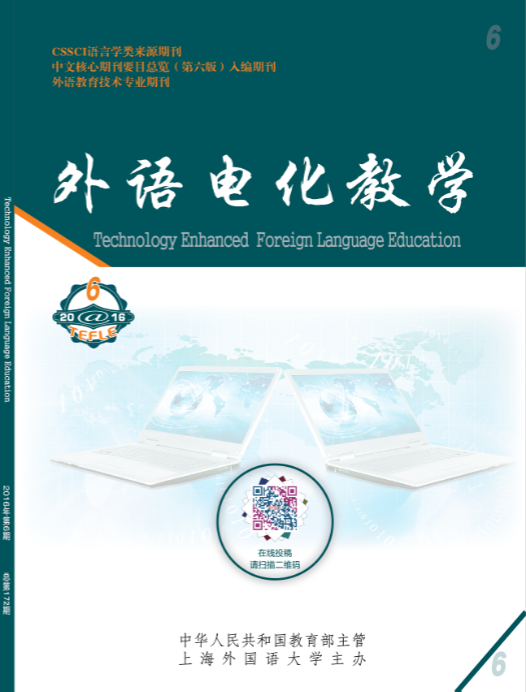 6
CSSCI语言学类来源期刊
中文核心期刊要目总览（第六版）入编期刊
外语教育技术专业期刊
外语电化教学
Technology Enhanced Foreign Language Education
Technology Enhanced Foreign Language Education
2016年第6期
总第172期
6
20 @ 16
TEFLE
在线投稿
请扫描二维码
中华人民共和国教育部主管
上海外国语大学主办
6